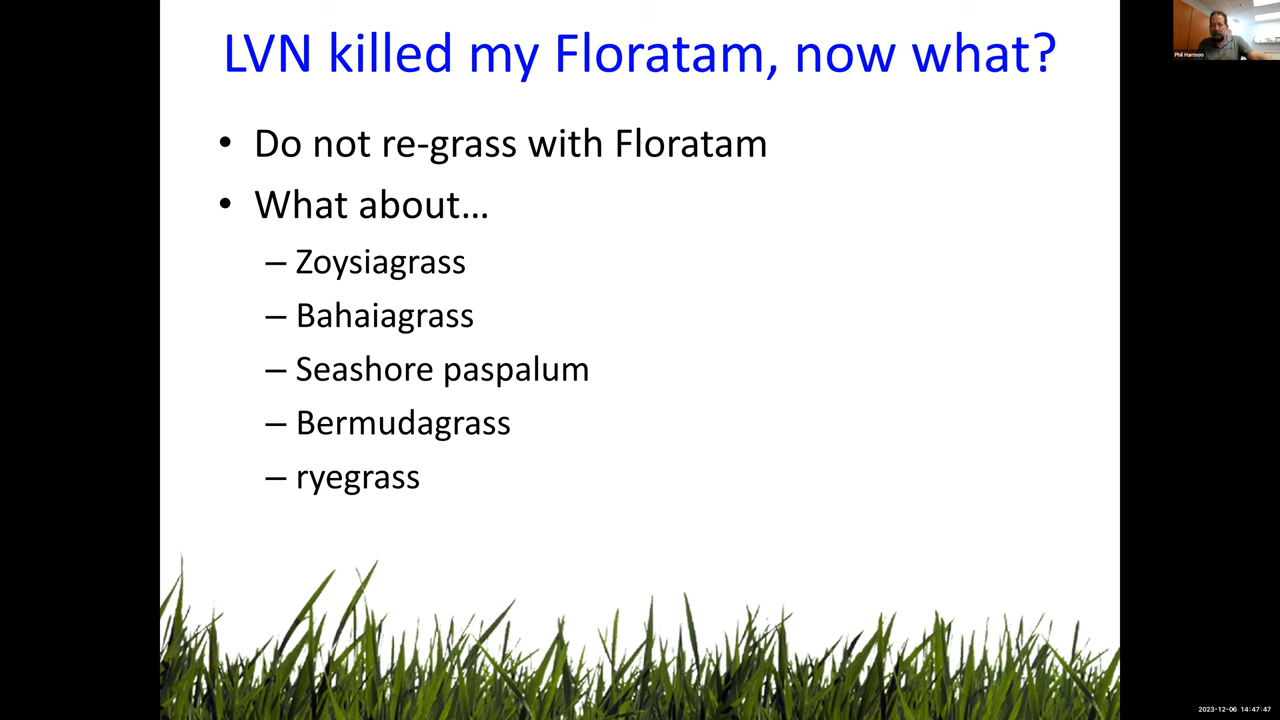 LVN killed my Floratam, now what?
• Do not re-grass with Floratam
• What about...
– Zoysiagrass
– Bahaiagrass
– Seashore paspalum
– Bermudagrass
– ryegrass
Phil Harmon
2023-12-06 14:47:47